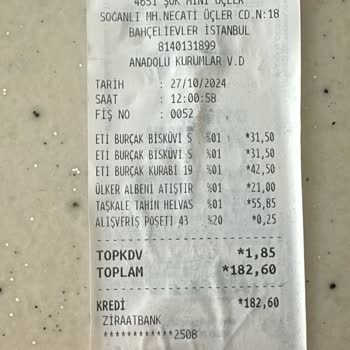 4651 ŞOK MİNİ ÜÇLER
SOĞANLI MH.NECATİ ÜÇLER CD.N:18
BAHÇELİEVLER İSTANBUL
8140131899
ANADOLU KURUMLAR V.D
TARİH : 27/10/2024
SAAT : 12:00:58
FİŞ NO : 0052
ETİ BURÇAK BİSKÜVİ S %01 *31,50
ETİ BURÇAK BİSKÜVİ S %01 *31,50
ETİ BURÇAK KURABİ 19 %01 *42,50
ÜLKER ALBENİ ATIŞTIR %01 *21,00
TAŞKALE TAHİN HELVAS %01 *55,85
ALIŞVERİŞ POŞETİ 43 %20 *0,25
TOPKDV *1,85
TOPLAM *182,60
KREDİ *182,60
ZIRAATBANK
************2508